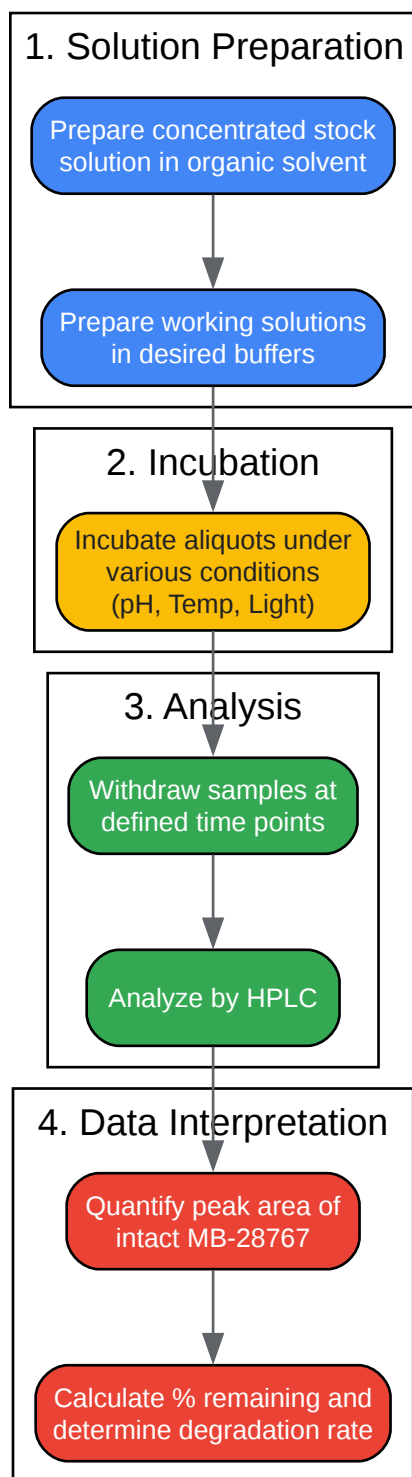 1. Solution Preparation
Prepare concentrated stock
solution in organic solvent
Prepare working solutions
in desired buffers
2. Incubation
Incubate aliquots under
various conditions
(pH, Temp, Light)
3. Analysis
Withdraw samples at
defined time points
Analyze by HPLC
4. Data Interpretation
Quantify peak area of
intact MB-28767
Calculate % remaining and
determine degradation rate